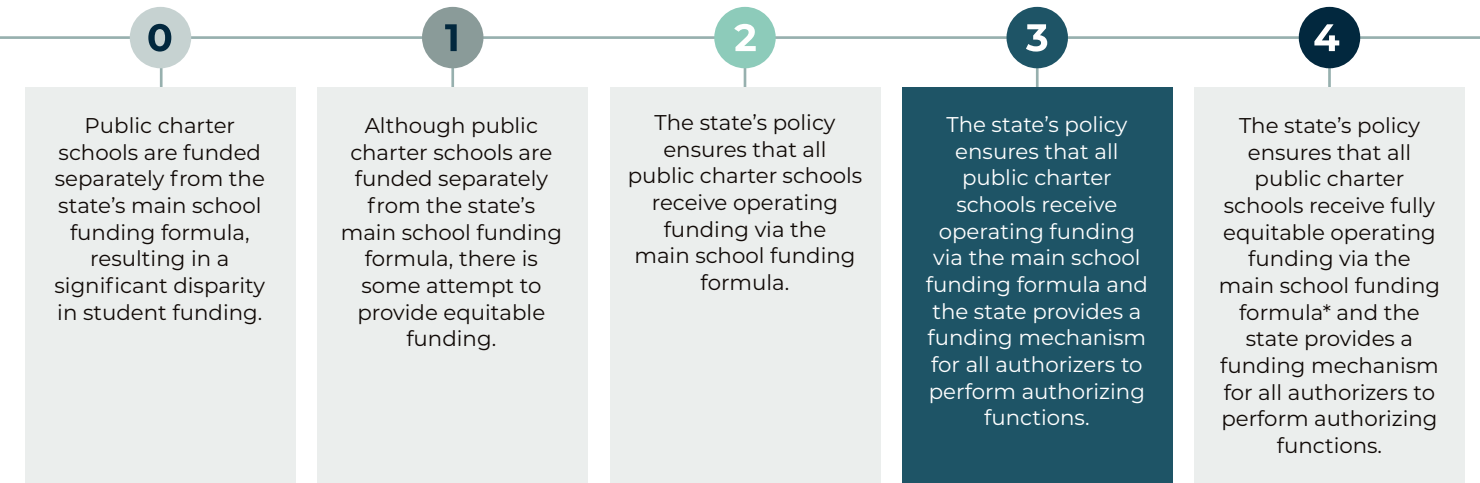 0
Public charter
schools are funded
separately from the
state's main school
funding formula,
resulting in a
significant disparity
in student funding.
1
Although public
charter schools are
funded separately
from the state's
main school funding
formula, there is
some attempt to
provide equitable
funding.
2
The state's policy
ensures that all
public charter schools
receive operating
funding via the
main school funding
formula.
3
The state's policy
ensures that all
public charter
schools receive
operating funding
via the main school
funding formula and
the state provides a
funding mechanism
for all authorizers to
perform authorizing
functions.
4
The state's policy
ensures that all
public charter
schools receive fully
equitable operating
funding via the
main school funding
formula* and the
state provides a
funding mechanism
for all authorizers to
perform authorizing
functions.